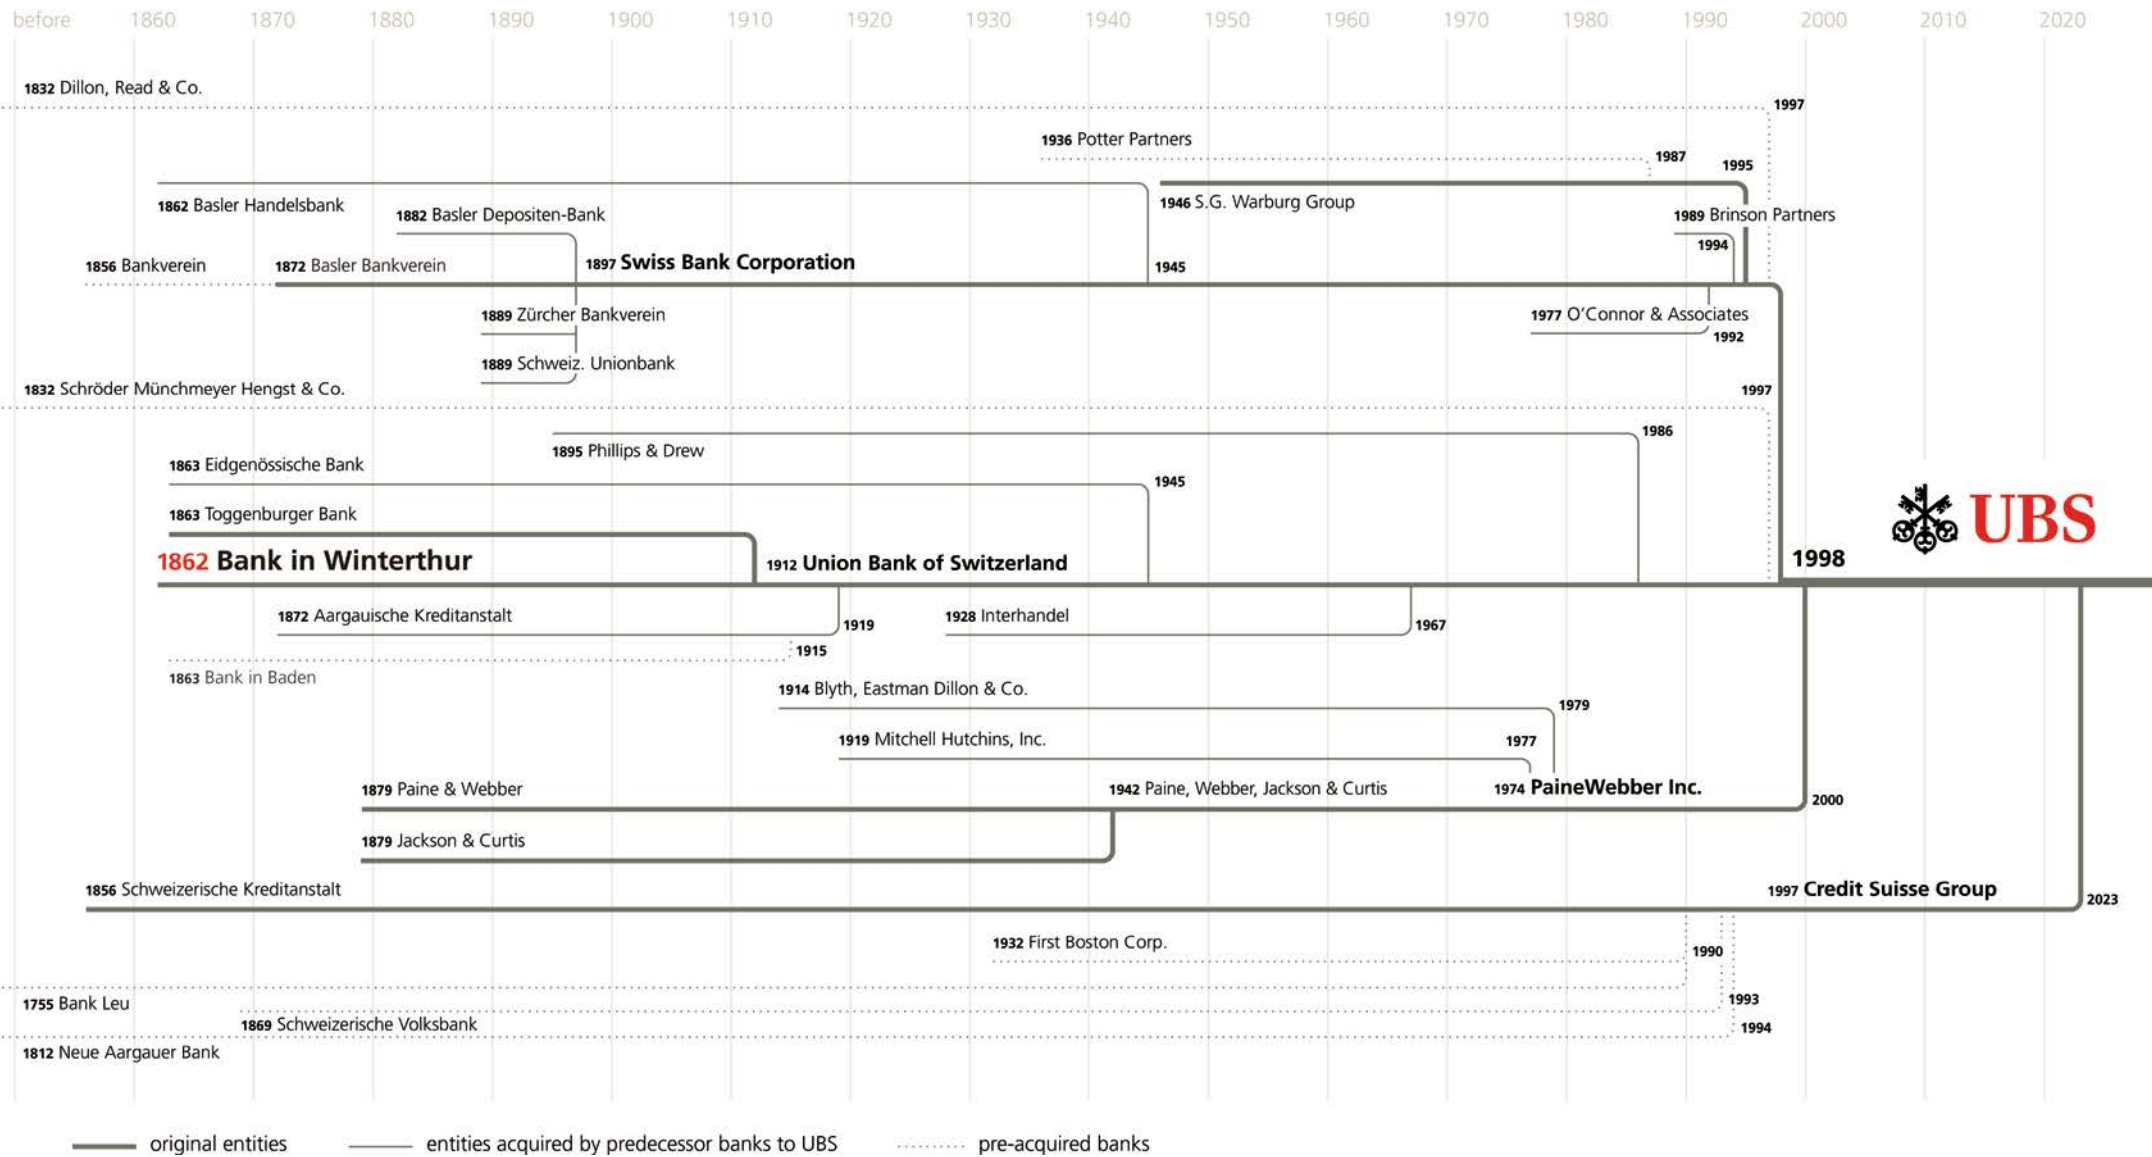 before 1860 1870 1880 1890 1900 1910 1920 1930 1940 1950 1960 1970 1980 1990 2000 2010 2020
1832 Dillon, Read & Co.
1997
1936 Potter Partners
1987
1995
1862 Basler Handelsbank
1946 S.G. Warburg Group
1882 Basler Depositen-Bank
1989 Brinson Partners
1994
1856 Bankverein
1872 Basler Bankverein
1897 Swiss Bank Corporation
1945
1889 Zürcher Bankverein
1977 O'Connor & Associates
1992
1889 Schweiz. Unionbank
1832 Schröder Münchmeyer Hengst & Co.
1997
1986
1895 Phillips & Drew
1863 Eidgenössische Bank
1945
1863 Toggenburger Bank
UBS
1862 Bank in Winterthur
1912 Union Bank of Switzerland
1998
1872 Aargauische Kreditanstalt
1919
1928 Interhandel
1967
1915
1863 Bank in Baden
1914 Blyth, Eastman Dillon & Co.
1979
1919 Mitchell Hutchins, Inc.
1977
1879 Paine & Webber
1942 Paine, Webber, Jackson & Curtis
1974 PaineWebber Inc.
2000
1879 Jackson & Curtis
1856 Schweizerische Kreditanstalt
1997 Credit Suisse Group
2023
1932 First Boston Corp.
1990
1755 Bank Leu
1993
1869 Schweizerische Volksbank
1994
1812 Neue Aargauer Bank
original entities
entities acquired by predecessor banks to UBS
pre-acquired banks